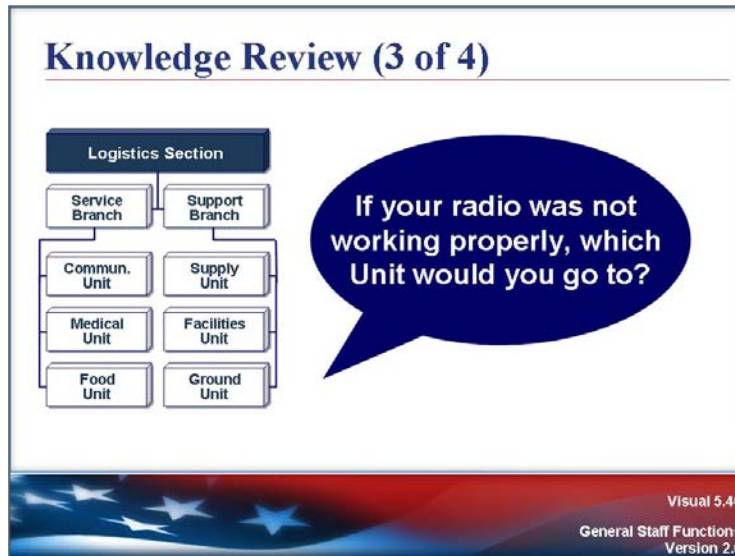 Knowledge Review (3 of 4)
Logistics Section
Service
Branch
Support
Branch
Commun.
Unit
Supply
Unit
Medical
Unit
Facilities
Unit
Food
Unit
Ground
Unit
If your radio was not
working properly, which
Unit would you go to?
Visual 5.4
General Staff Function
Version 2.